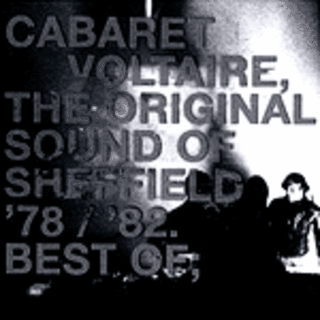 CABARET
VOLTAIRE,
THE ORIGINAL
SOUND OF
SHEFFIELD
'78 / '82.
BEST OF;